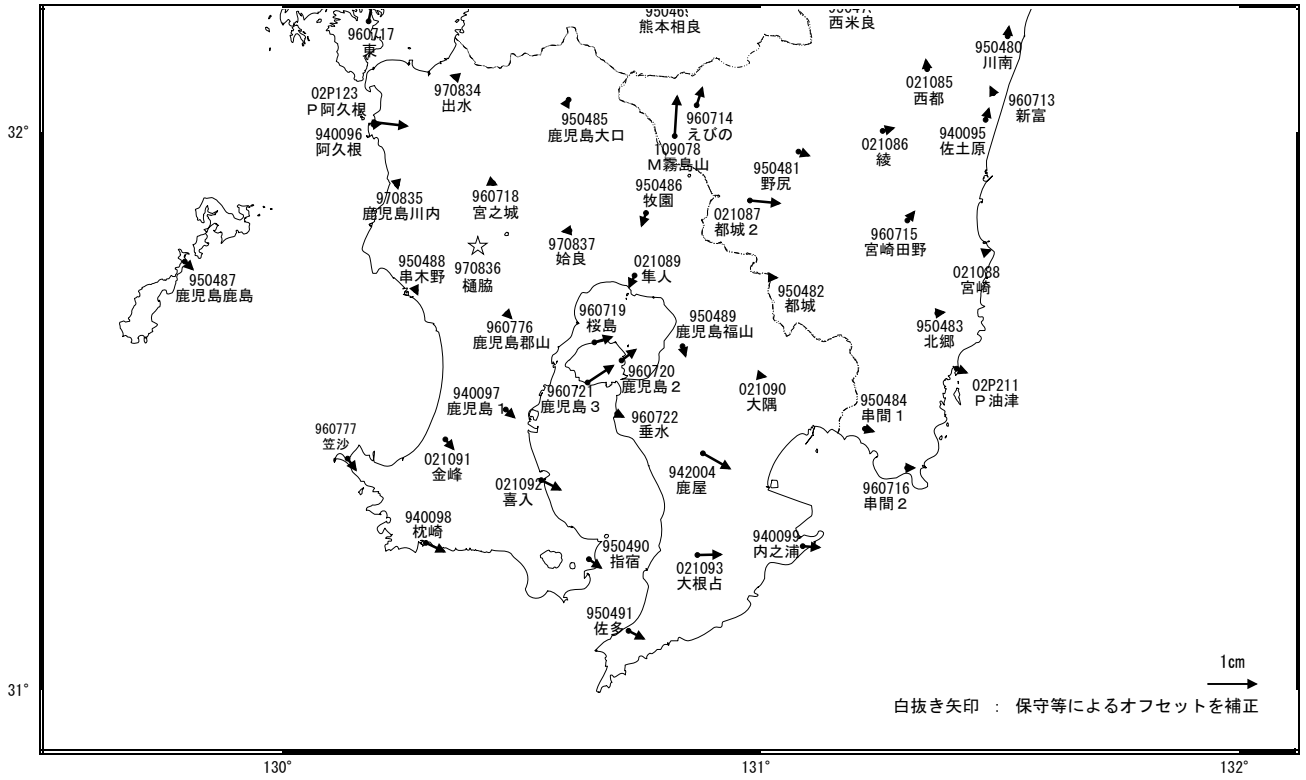 熊本相良
西米良
960717
東
950480
川南
970834
出水
021085
西都
02P123
P阿久根
960713
新富
940096
阿久根
950485
鹿児島大口
960714
えびの
940095
佐土原
32°
109078
M霧島山
021086
綾
950481
野尻
950486
牧園
970835
鹿児島川内
960718
宮之城
021087
都城2
960715
宮崎田野
970837
姶良
950487
鹿児島鹿島
950488
串木野
970836
樋脇
021089
隼人
021088
宮崎
950482
都城
960719
桜島
950489
鹿児島福山
960776
鹿児島郡山
950483
北郷
960720
鹿児島2
960721
鹿児島3
021090
大隅
02P211
P油津
940097
鹿児島1
950484
串間1
960722
垂水
960777
笠沙
021091
金峰
942004
鹿屋
021092
喜入
960716
串間2
940098
枕崎
950490
指宿
940099
内之浦
021093
大根占
950491
佐多
1cm
31°
白抜き矢印 : 保守等によるオフセットを補正
130°
131°
132°